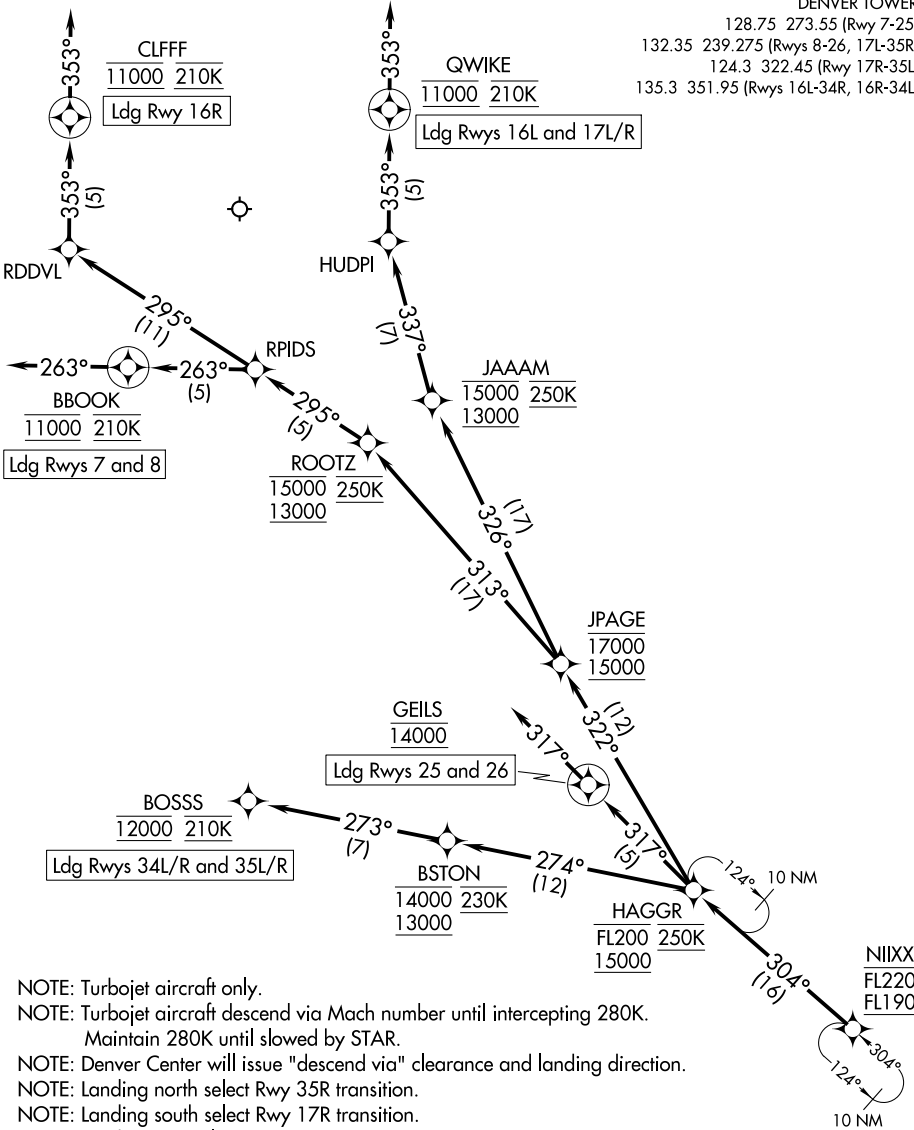 DENVER TOWER
128.75 273.55 (Rwy 7-25
132.35 239.275 (Rwys 8-26, 17L-35R
124.3 322.45 (Rwy 17R-35L
135.3 351.95 (Rwys 16L-34R, 16R-34L
353°
CLFFF
11000 210K
Ldg Rwy 16R
353°
(5)
RDDVL
353°
QWIKE
11000 210K
Ldg Rwys 16L and 17L/R
353°
(5)
HUDPI
295°
(11)
RPIDS
337°
(7)
263°
263°
(5)
BBOOK
11000 210K
Ldg Rwys 7 and 8
295°
(5)
JAAAM
15000 250K
13000
ROOTZ
15000 250K
13000
326°
(17)
313°
(17)
JPAGE
17000
15000
322°
(12)
GEILS
14000
Ldg Rwys 25 and 26
317°
317°
(5)
BOSSS
12000 210K
Ldg Rwys 34L/R and 35L/R
273°
(7)
BSTON
14000 230K
13000
274°
(12)
HAGGR
FL200 250K
15000
124°
10 NM
304°
(16)
NIIXX
FL220
FL190
304°
124°
10 NM
NOTE: Turbojet aircraft only.
NOTE: Turbojet aircraft descend via Mach number until intercepting 280K.
Maintain 280K until slowed by STAR.
NOTE: Denver Center will issue "descend via" clearance and landing direction.
NOTE: Landing north select Rwy 35R transition.
NOTE: Landing south select Rwy 17R transition.